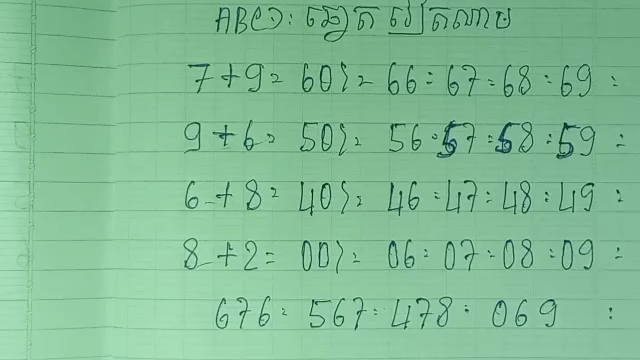 ABC១: ឆ្នោត វៀតណាម
7+9= 60% = 66:67:68:69:
9+6= 50% = 56:57:58:59:
6+8= 40% = 46:47:48:49:
8+2= 00% = 06:07:08:09:
676: 567: 478: 069 :